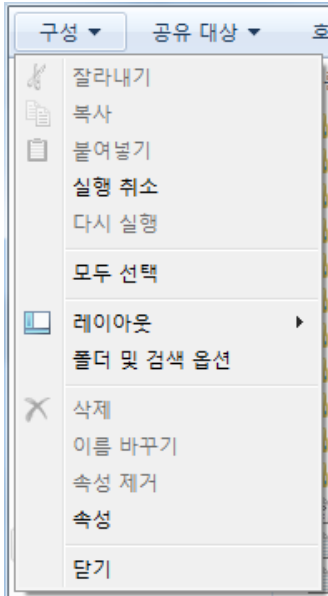 구성 ▼ 공유 대상 ▼
잘라내기
복사
붙여넣기
실행 취소
다시 실행
모두 선택
레이아웃
폴더 및 검색 옵션
삭제
이름 바꾸기
속성 제거
속성
닫기